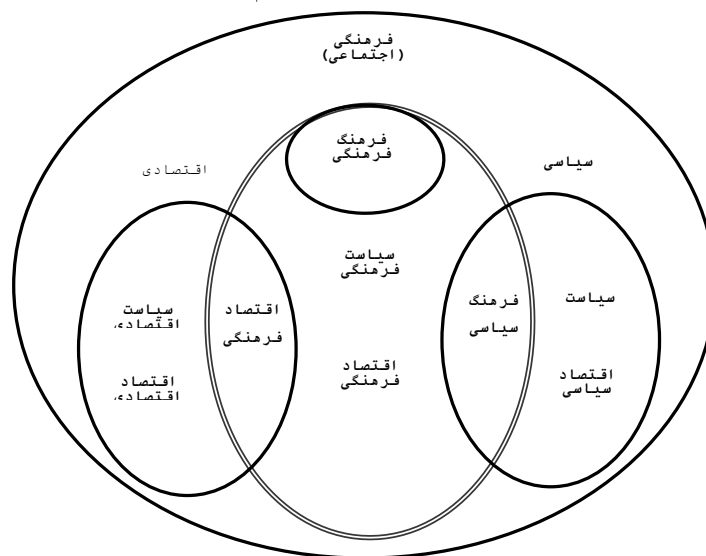 فرهنگی
(اجتماعی)
فرهنگ
فرهنگی
سیاسی
اقتصادی
سیاست
فرهنگی
فرهنگ
سیاسی
سیاست
اقتصاد
فرهنگی
سیاست
اقتصادی
اقتصاد
فرهنگی
اقتصاد
سیاسی
اقتصاد
اقتصادی